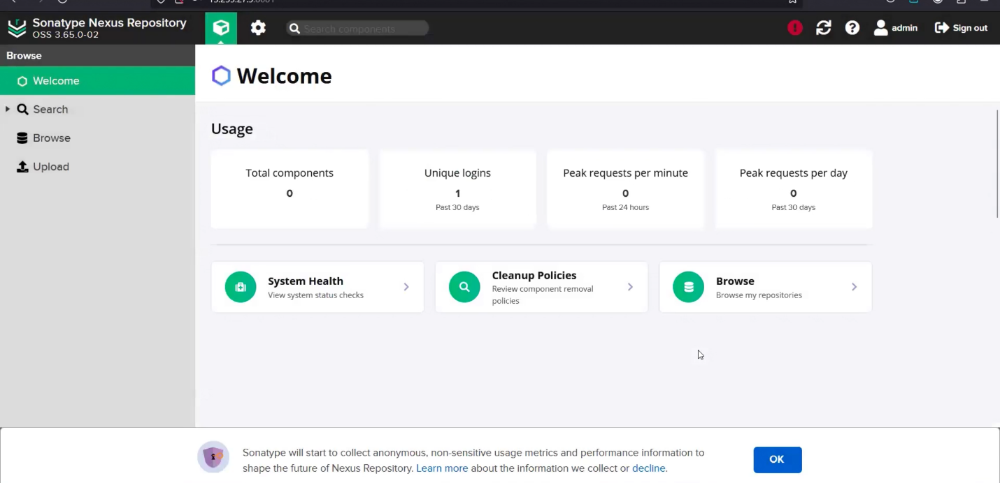 Sonatype Nexus Repository
OSS 3.65.0-02
Search components
admin
Sign out
Browse
Welcome
Search
Browse
Upload
Welcome
Usage
Total components
0
Unique logins
1
Past 30 days
Peak requests per minute
0
Past 24 hours
Peak requests per day
0
Past 30 days
System Health
View system status checks
Cleanup Policies
Review component removal
policies
Browse
Browse my repositories
Sonatype will start to collect anonymous, non-sensitive usage metrics and performance information to
shape the future of Nexus Repository. Learn more about the information we collect or decline.
OK